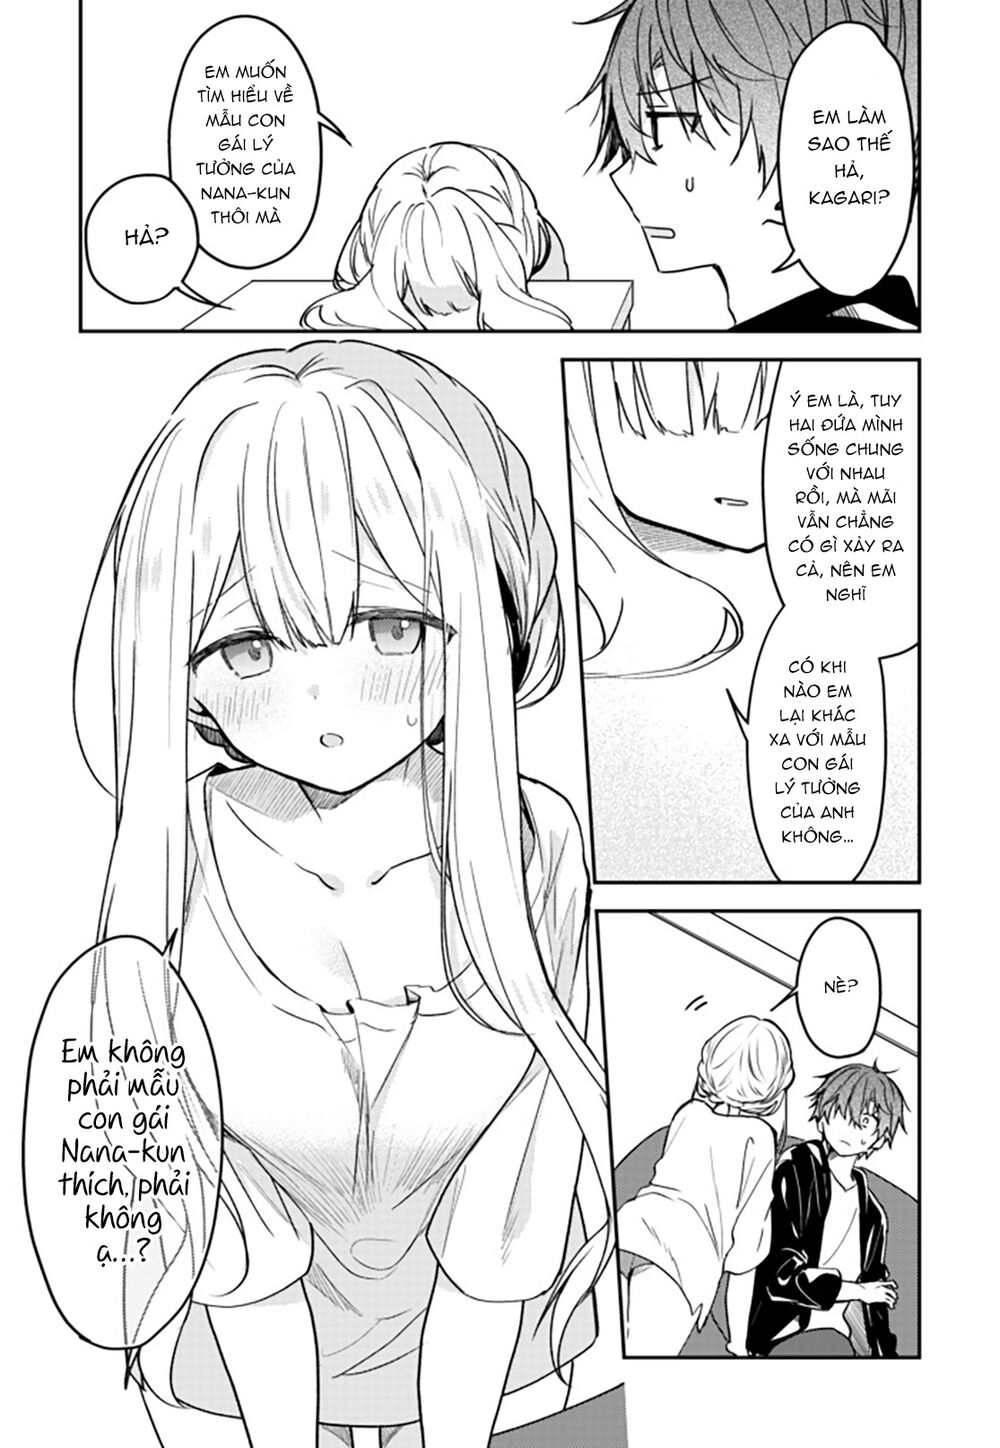 EM LÀM
SAO THẾ
HẢ,
KAGARI?
EM MUỐN
TÌM HIỂU VỀ
MẪU CON
GÁI LÝ
TƯỞNG CỦA
NANA-KUN
THÔI MÀ
HẢ?
Ý EM LÀ, TUY
HAI ĐỨA MÌNH
SỐNG CHUNG
VỚI NHAU
RỒI, MÀ MÃI
VẪN CHẲNG
CÓ GÌ XẢY RA
CẢ, NÊN EM
NGHĨ
CÓ KHI
NÀO EM
LẠI KHÁC
XA VỚI MẪU
CON GÁI
LÝ TƯỞNG
CỦA ANH
KHÔNG...
NÈ?
Em không
phải mẫu
con gái
Nana-kun
thích, phải
không
ạ...?